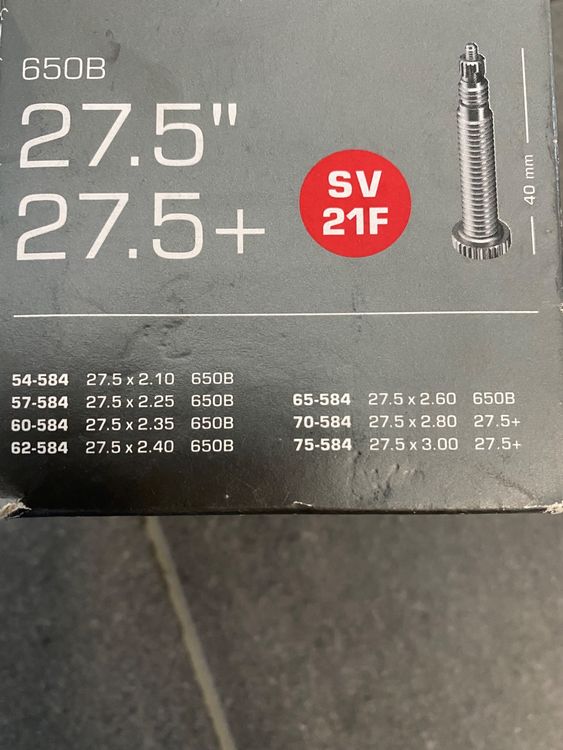 650B
27.5"
27.5+
SV
21F
40 mm
54-584 27.5 x 2.10 650B
57-584 27.5 x 2.25 650B
60-584 27.5 x 2.35 650B
62-584 27.5 x 2.40 650B
65-584 27.5 x 2.60 650B
70-584 27.5 x 2.80 27.5+
75-584 27.5 x 3.00 27.5+